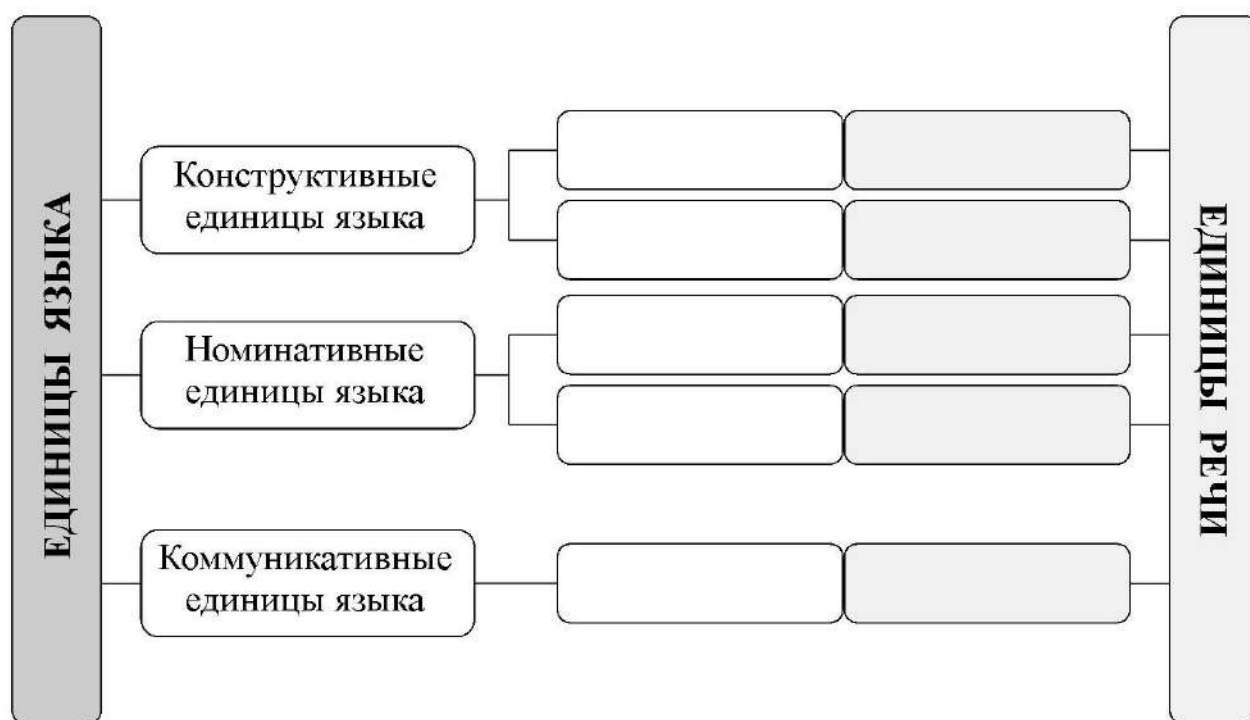 ЕДИНИЦЫ ЯЗЫКА
Конструктивные
единицы языка
Номинативные
единицы языка
Коммуникативные
единицы языка
ЕДИНИЦЫ РЕЧИ